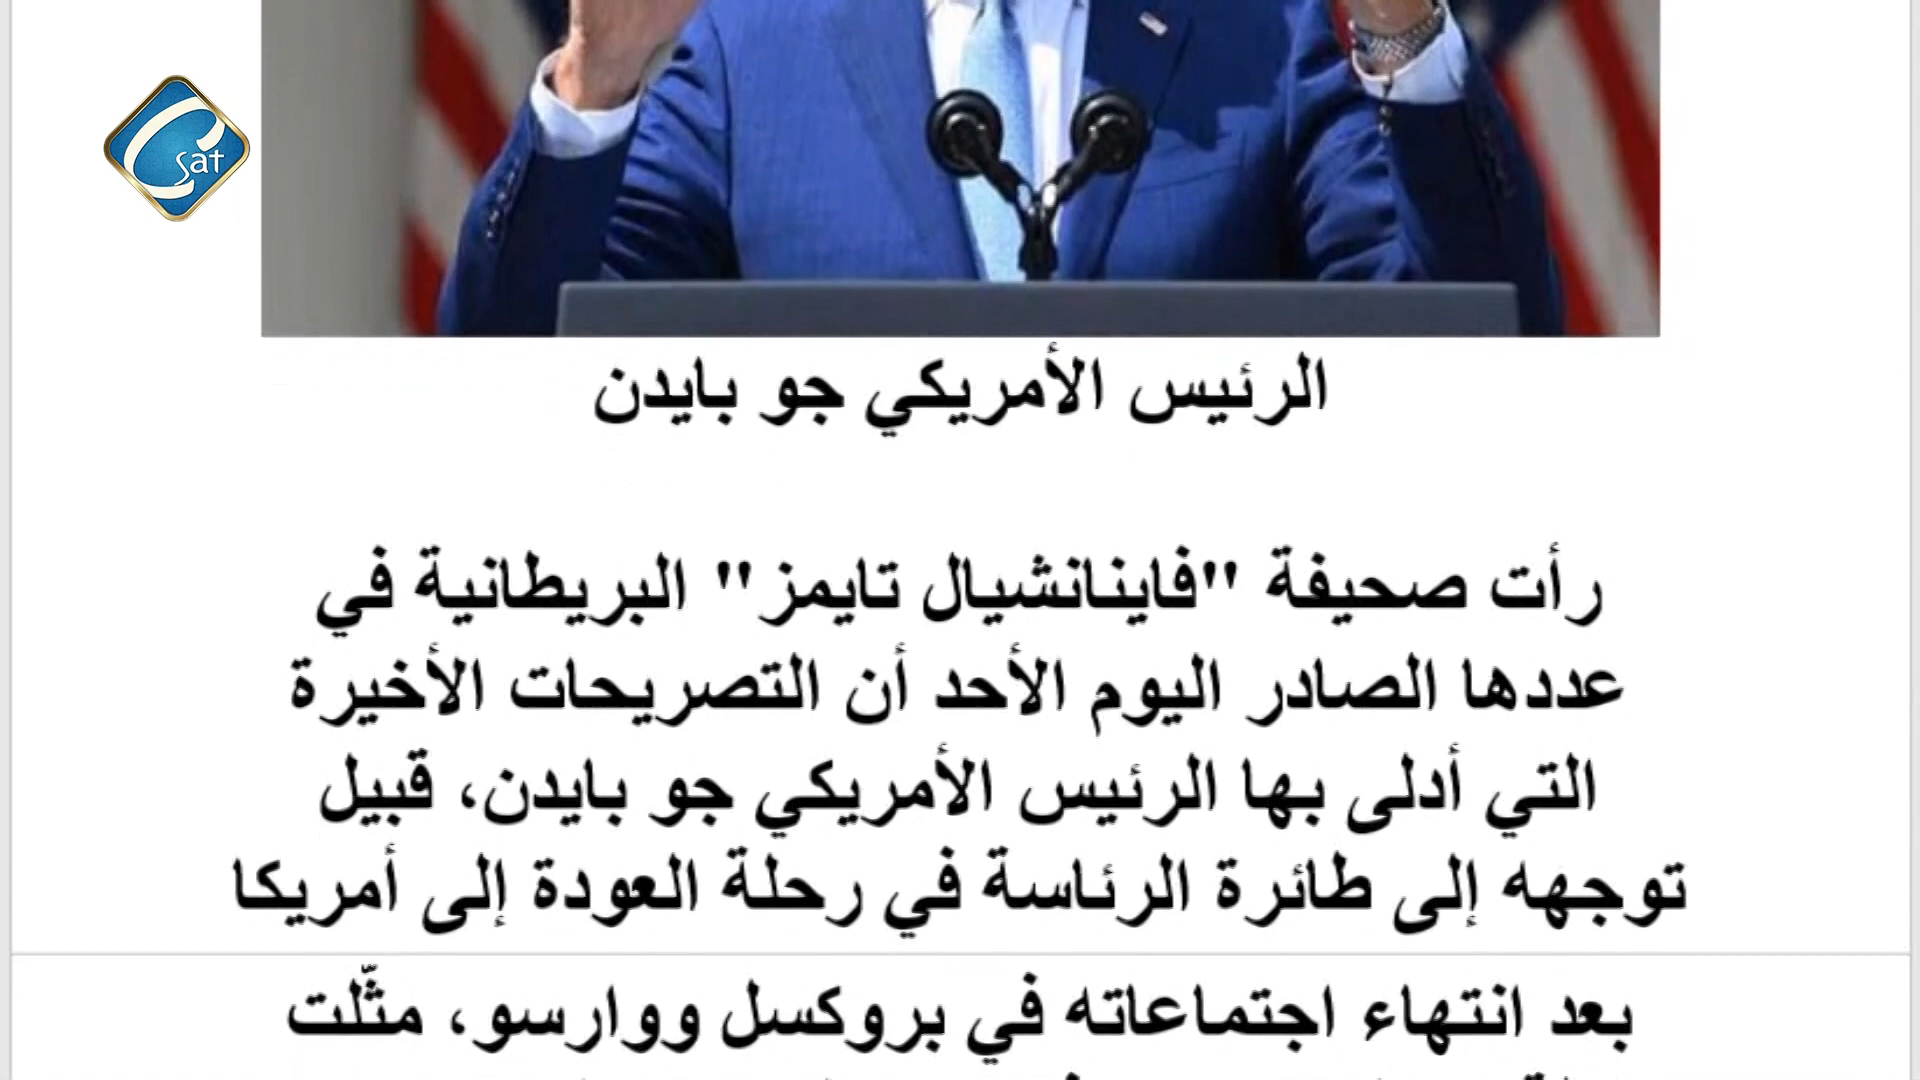 Csat
الرئيس الأمريكي جو بايدن
رأت صحيفة "فاينانشيال تايمز" البريطانية في
عددها الصادر اليوم الأحد أن التصريحات الأخيرة
التي أدلى بها الرئيس الأمريكي جو بايدن، قبيل
توجهه إلى طائرة الرئاسة في رحلة العودة إلى أمريكا
بعد انتهاء اجتماعاته في بروكسل ووارسو، مثّلت